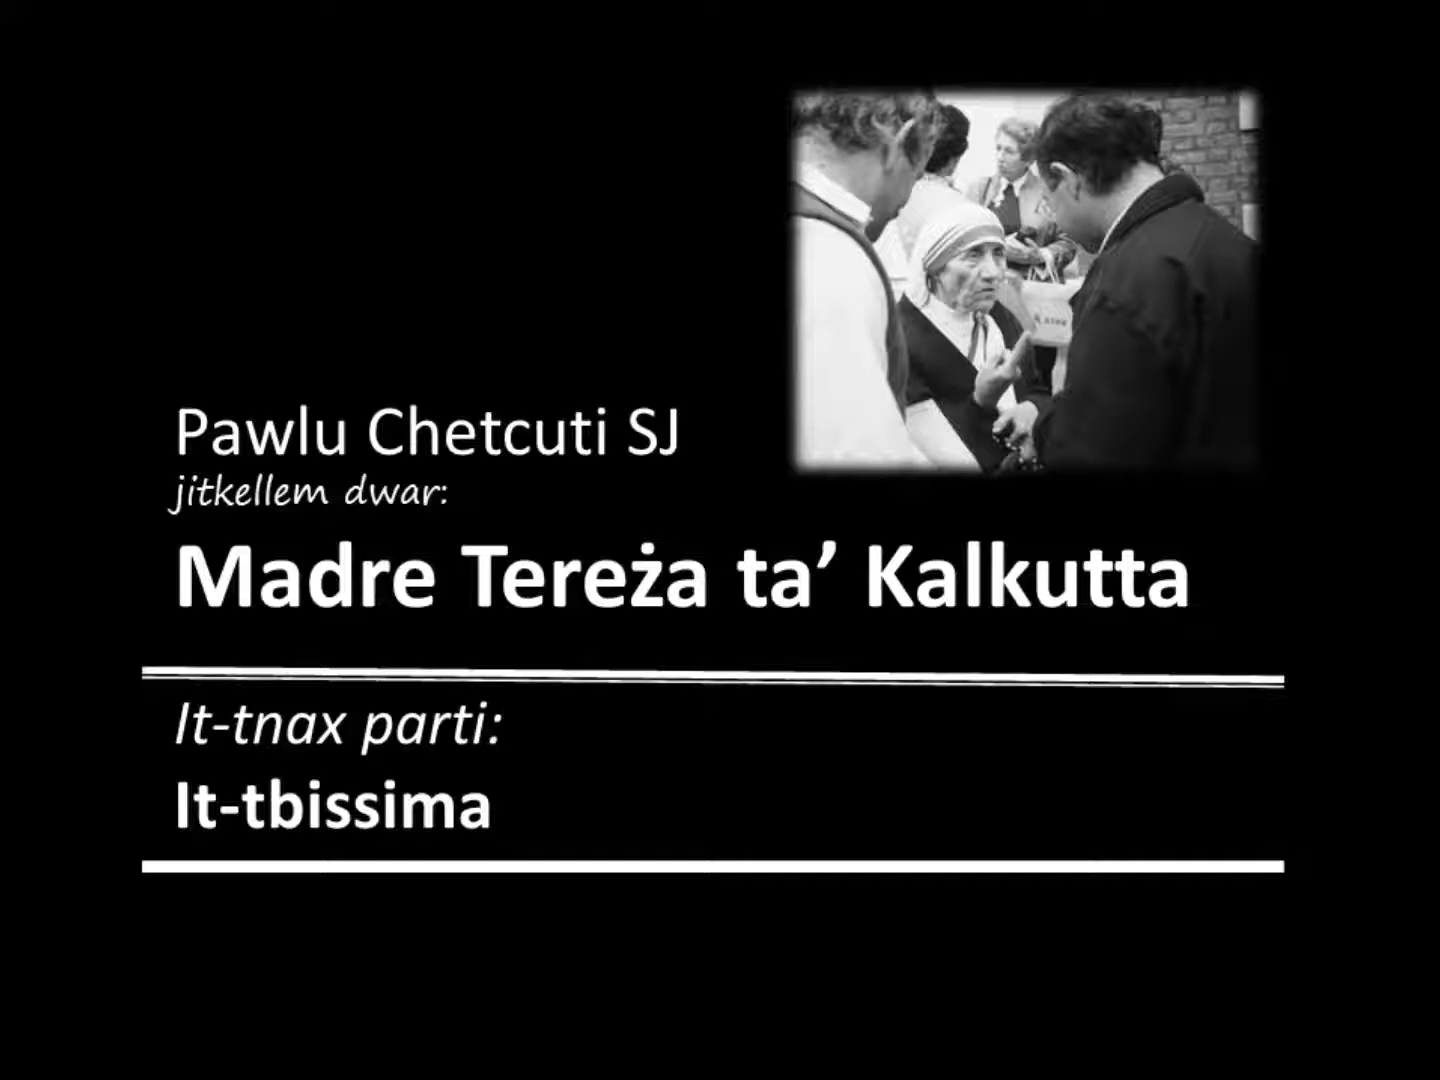 Pawlu Chetcuti SJ
jitkellem dwar:
Madre Tereża ta’ Kalkutta
It-tnax parti:
It-tbissima